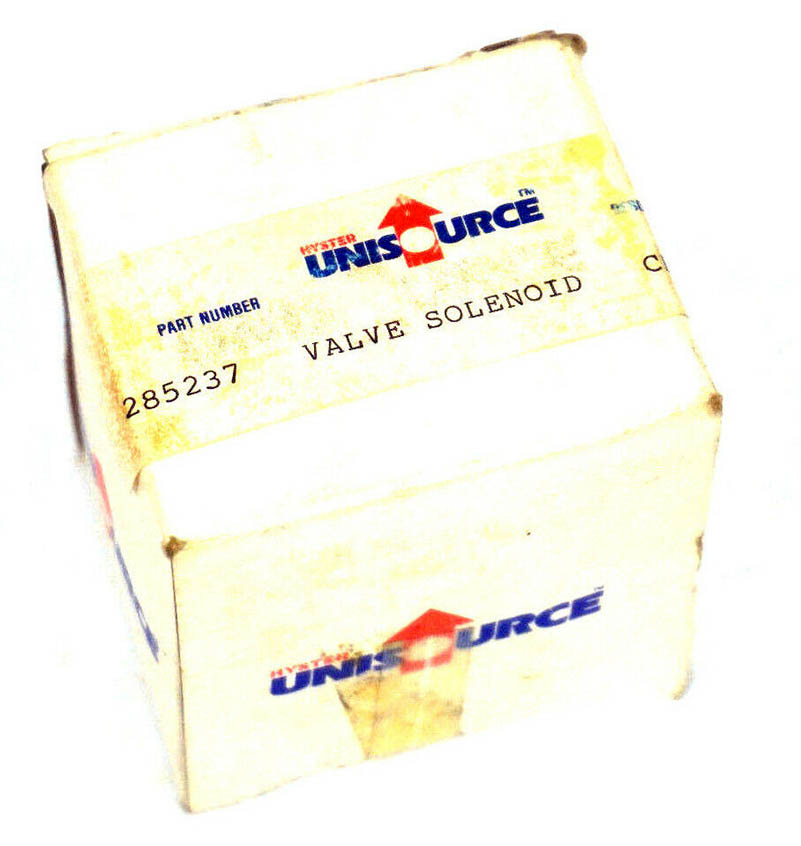 HYSTER
UNISOURCE™
PART NUMBER
285237 VALVE SOLENOID C
HYSTER
UNISOURCE™